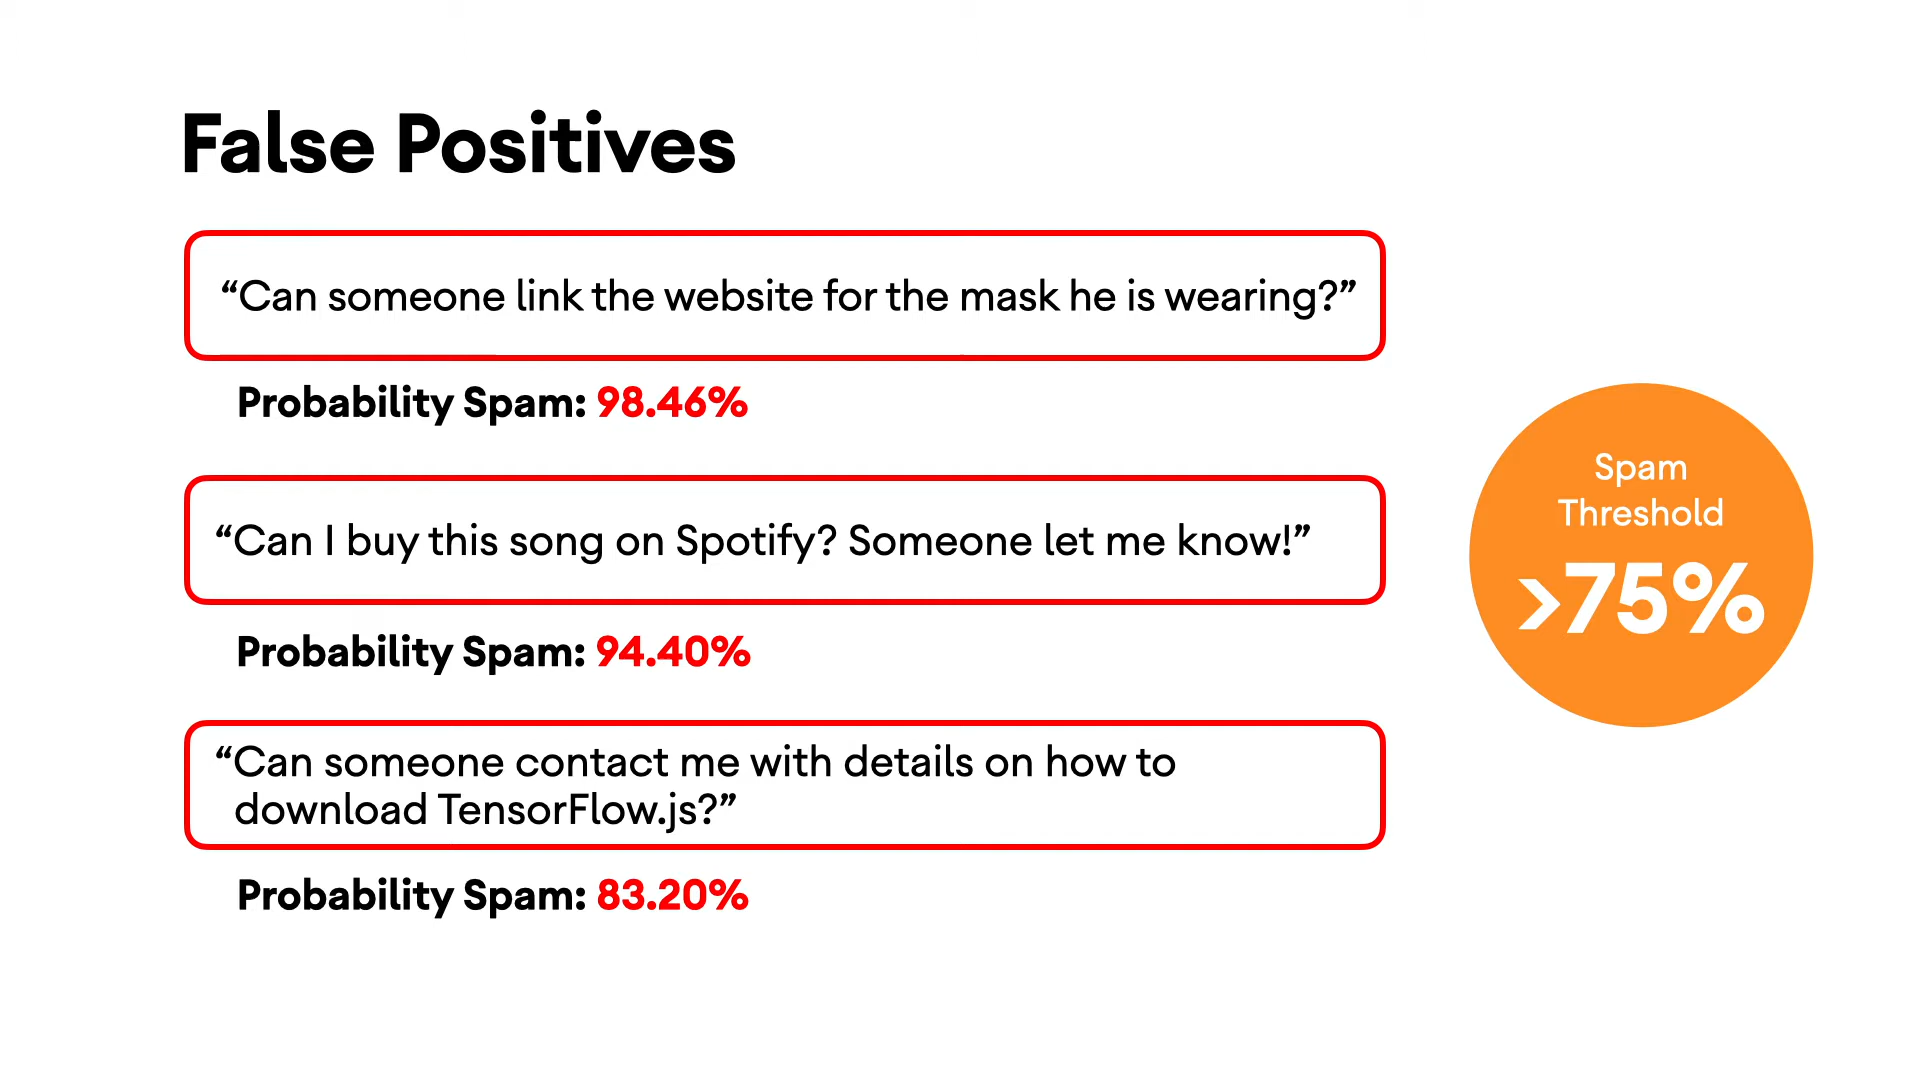 False Positives
“Can someone link the website for the mask he is wearing?”
Probability Spam: 98.46%
“Can I buy this song on Spotify? Someone let me know!”
Probability Spam: 94.40%
“Can someone contact me with details on how to
download TensorFlow.js?”
Probability Spam: 83.20%
Spam
Threshold
>75%